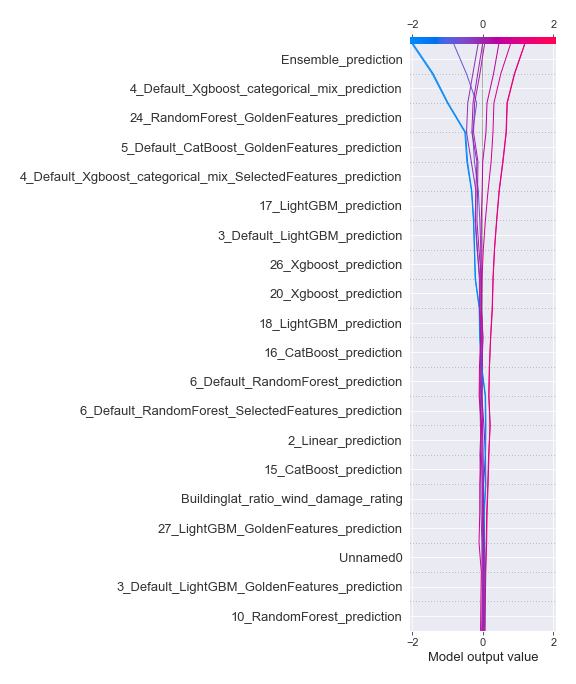 −2 0 2
Ensemble_prediction
4_Default_Xgboost_categorical_mix_prediction
24_RandomForest_GoldenFeatures_prediction
5_Default_CatBoost_GoldenFeatures_prediction
4_Default_Xgboost_categorical_mix_SelectedFeatures_prediction
17_LightGBM_prediction
3_Default_LightGBM_prediction
26_Xgboost_prediction
20_Xgboost_prediction
18_LightGBM_prediction
16_CatBoost_prediction
6_Default_RandomForest_prediction
6_Default_RandomForest_SelectedFeatures_prediction
2_Linear_prediction
15_CatBoost_prediction
Buildinglat_ratio_wind_damage_rating
27_LightGBM_GoldenFeatures_prediction
Unnamed0
3_Default_LightGBM_GoldenFeatures_prediction
10_RandomForest_prediction
−2 0 2
Model output value